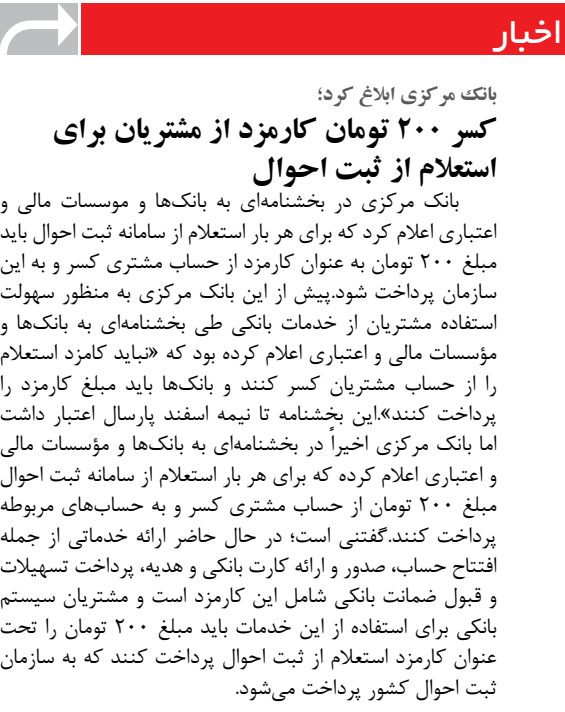 اخبار
بانک مرکزی ابلاغ کرد؛
کسر ۲۰۰ تومان کارمزد از مشتریان برای
استعلام از ثبت احوال
بانک مرکزی در بخشنامه‌ای به بانک‌ها و موسسات مالی و
اعتباری اعلام کرد که برای هر بار استعلام از سامانه ثبت احوال باید
مبلغ ۲۰۰ تومان به عنوان کارمزد از حساب مشتری کسر و به این
سازمان پرداخت شود.پیش از این بانک مرکزی به منظور سهولت
استفاده مشتریان از خدمات بانکی طی بخشنامه‌ای به بانک‌ها و
مؤسسات مالی و اعتباری اعلام کرده بود که «نباید کامزد استعلام
را از حساب مشتریان کسر کنند و بانک‌ها باید مبلغ کارمزد را
پرداخت کنند».این بخشنامه تا نیمه اسفند پارسال اعتبار داشت
اما بانک مرکزی اخیراً در بخشنامه‌ای به بانک‌ها و مؤسسات مالی
و اعتباری اعلام کرده که برای هر بار استعلام از سامانه ثبت احوال
مبلغ ۲۰۰ تومان از حساب مشتری کسر و به حساب‌های مربوطه
پرداخت کنند.گفتنی است؛ در حال حاضر ارائه خدماتی از جمله
افتتاح حساب، صدور و ارائه کارت بانکی و هدیه، پرداخت تسهیلات
و قبول ضمانت بانکی شامل این کارمزد است و مشتریان سیستم
بانکی برای استفاده از این خدمات باید مبلغ ۲۰۰ تومان را تحت
عنوان کارمزد استعلام از ثبت احوال پرداخت کنند که به سازمان
ثبت احوال کشور پرداخت می‌شود.